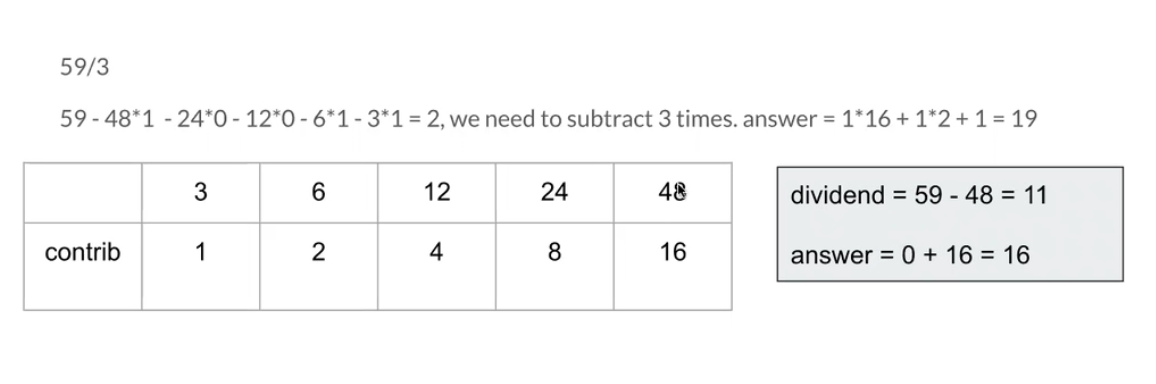 59/3
59 - 48*1 - 24*0 - 12*0 - 6*1 - 3*1 = 2, we need to subtract 3 times. answer = 1*16 + 1*2 + 1 = 19
3 6 12 24 48
contrib 1 2 4 8 16
dividend = 59 - 48 = 11
answer = 0 + 16 = 16